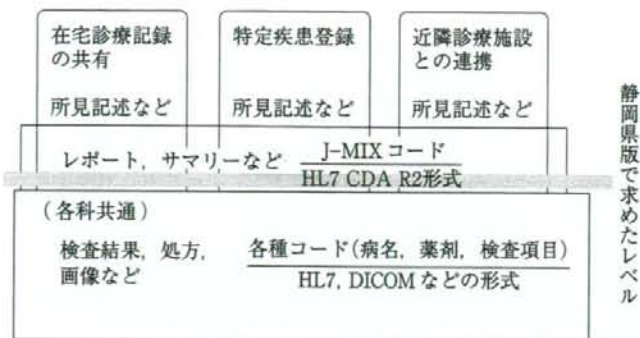 在宅診療記録
の共有
所見記述など
特定疾患登録
所見記述など
近隣診療施設
との連携
所見記述など
レポート，サマリーなど
J-MIX コード
HL7 CDA R2形式
（各科共通）
検査結果，処方，
画像など
各種コード(病名，薬剤，検査項目)
HL7, DICOM などの形式
静岡県版で求めたレベル